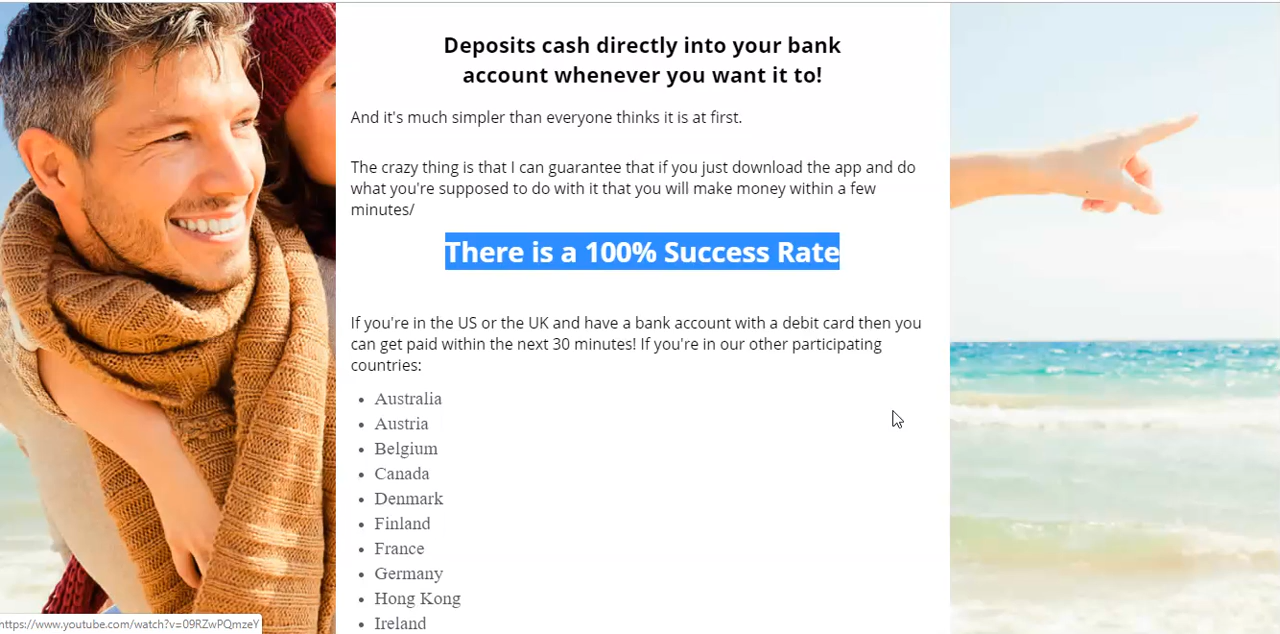 Deposits cash directly into your bank
account whenever you want it to!
And it's much simpler than everyone thinks it is at first.
The crazy thing is that I can guarantee that if you just download the app and do
what you're supposed to do with it that you will make money within a few
minutes/
There is a 100% Success Rate
If you're in the US or the UK and have a bank account with a debit card then you
can get paid within the next 30 minutes! If you're in our other participating
countries:
• Australia
• Austria
• Belgium
• Canada
• Denmark
• Finland
• France
• Germany
• Hong Kong
• Ireland
https://www.youtube.com/watch?v=09RZwPQmzeY